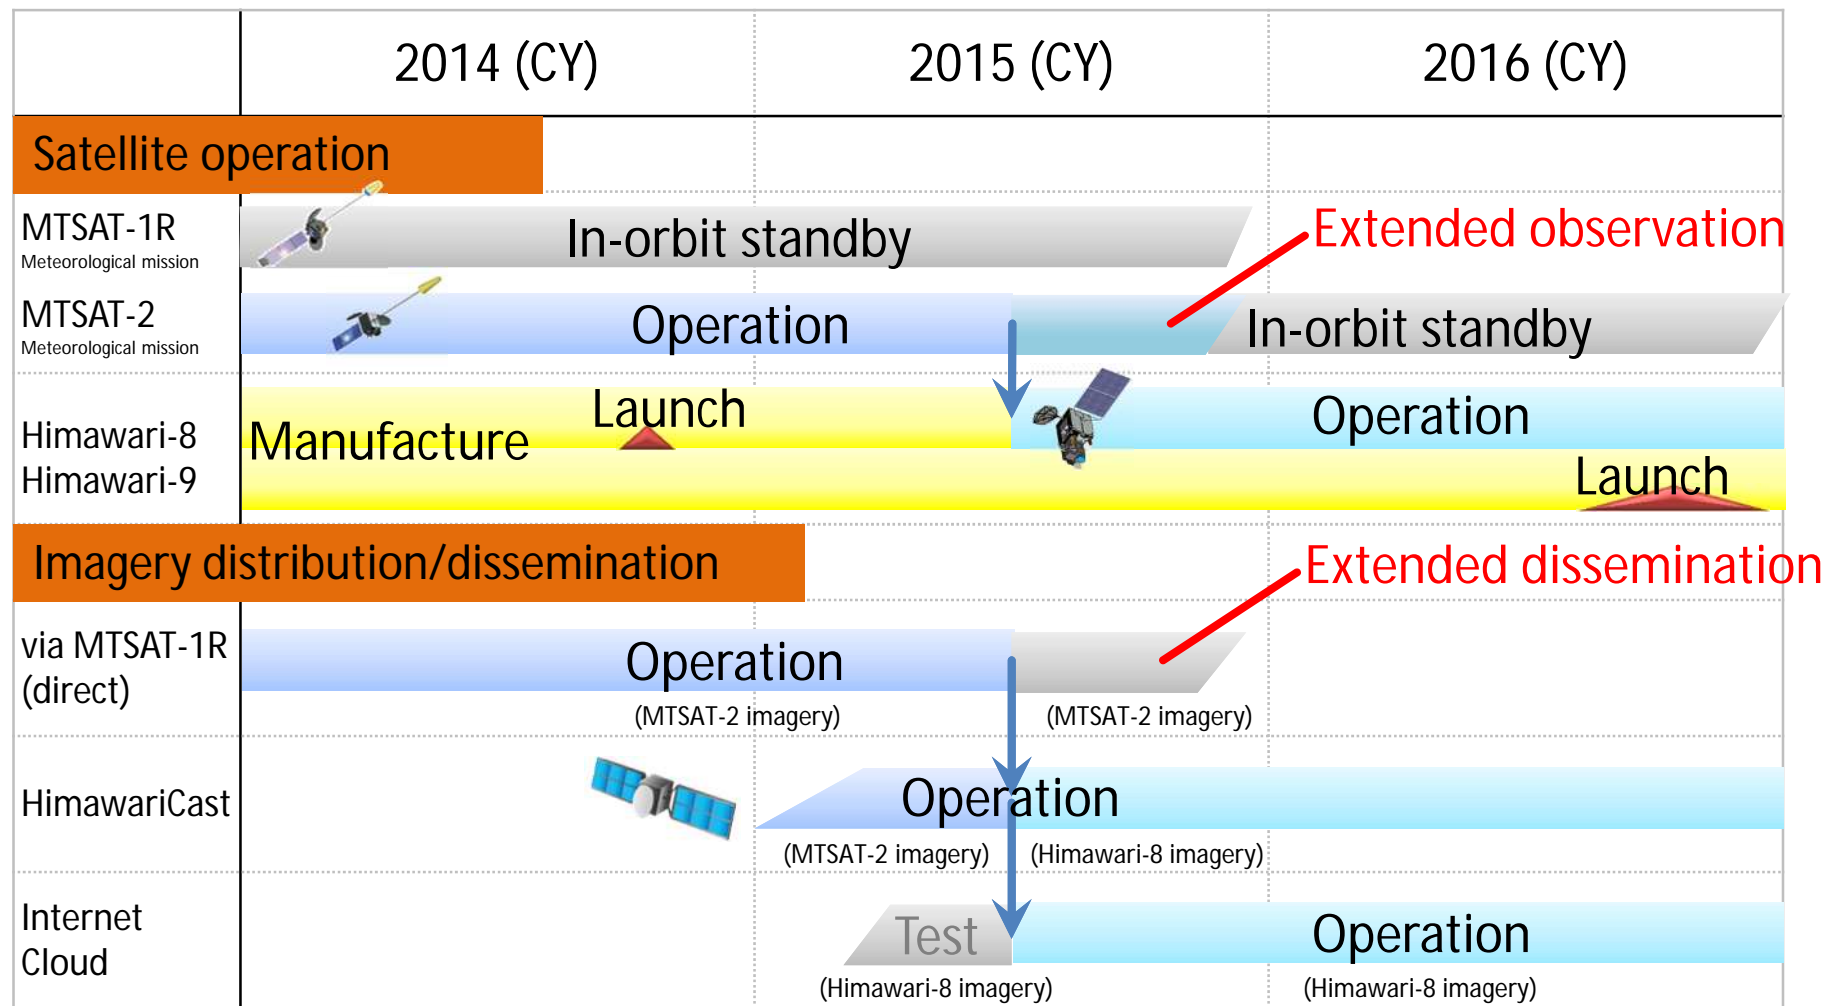 2014 (CY)
2015 (CY)
2016 (CY)
Satellite operation
MTSAT-1R
Meteorological mission
In-orbit standby
Extended observation
MTSAT-2
Meteorological mission
Operation
In-orbit standby
Himawari-8
Himawari-9
Manufacture
Launch
Operation
Launch
Imagery distribution/dissemination
Extended dissemination
via MTSAT-1R
(direct)
Operation
(MTSAT-2 imagery)
(MTSAT-2 imagery)
HimawariCast
Operation
(MTSAT-2 imagery)
(Himawari-8 imagery)
Internet
Cloud
Test
(Himawari-8 imagery)
Operation
(Himawari-8 imagery)